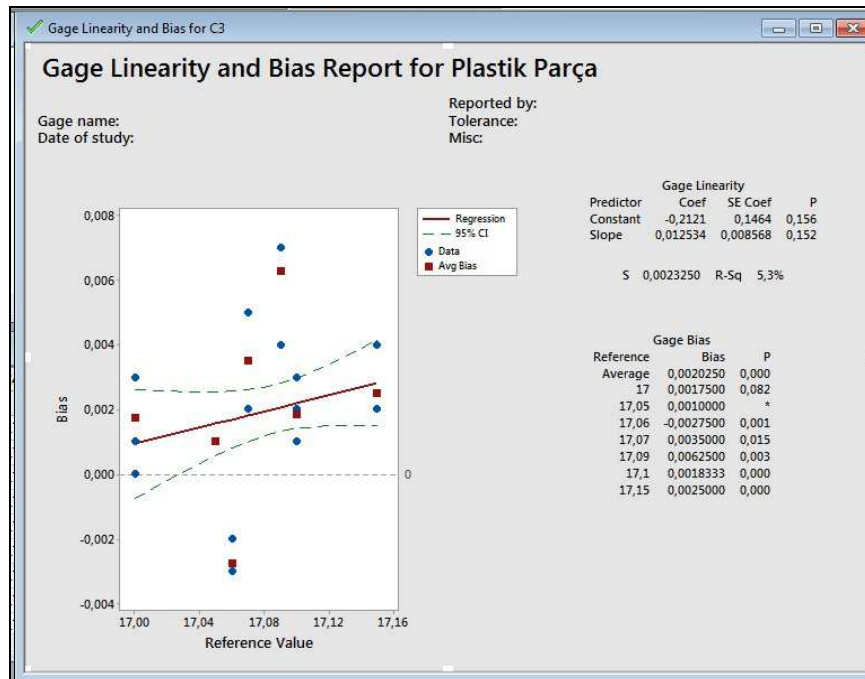 Gage Linearity and Bias for C3
Gage Linearity and Bias Report for Plastik Parça
Reported by:
Gage name:
Tolerance:
Date of study:
Misc:
0,008
0,006
0,004
0,002
0,000
-0,002
-0,004
Bias
0
17,00 17,04 17,08 17,12 17,16
Reference Value
Regression
95% CI
Data
Avg Bias
Gage Linearity
Predictor Coef SE Coef P
Constant -0,2121 0,1464 0,156
Slope 0,012534 0,008568 0,152
S 0,0023250 R-Sq 5,3%
Gage Bias
Reference Bias P
Average 0,0020250 0,000
17 0,0017500 0,082
17,05 0,0010000 *
17,06 -0,0027500 0,001
17,07 0,0035000 0,015
17,09 0,0062500 0,003
17,1 0,0018333 0,000
17,15 0,0025000 0,000